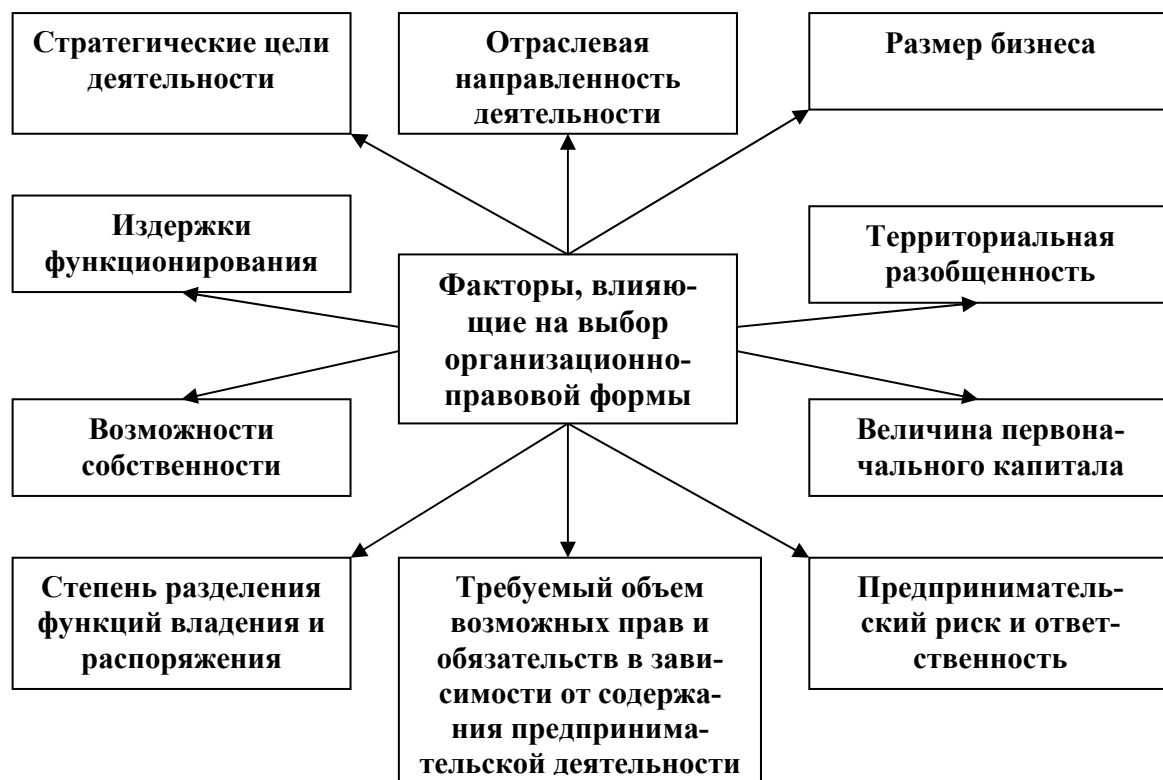 Стратегические цели
деятельности
Отраслевая
направленность
деятельности
Размер бизнеса
Издержки
функционирования
Факторы, влияю-
щие на выбор
организационно-
правовой формы
Территориальная
разобщенность
Возможности
собственности
Величина первона-
чального капитала
Степень разделения
функций владения и
распоряжения
Требуемый объем
возможных прав и
обязательств в зави-
симости от содержа-
ния предпринима-
тельской деятельности
Предприниматель-
ский риск и ответ-
ственность